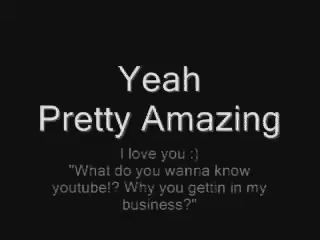 Yeah
Pretty Amazing
I love you :)
"What do you wanna know
youtube!? Why you gettin in my
business?"